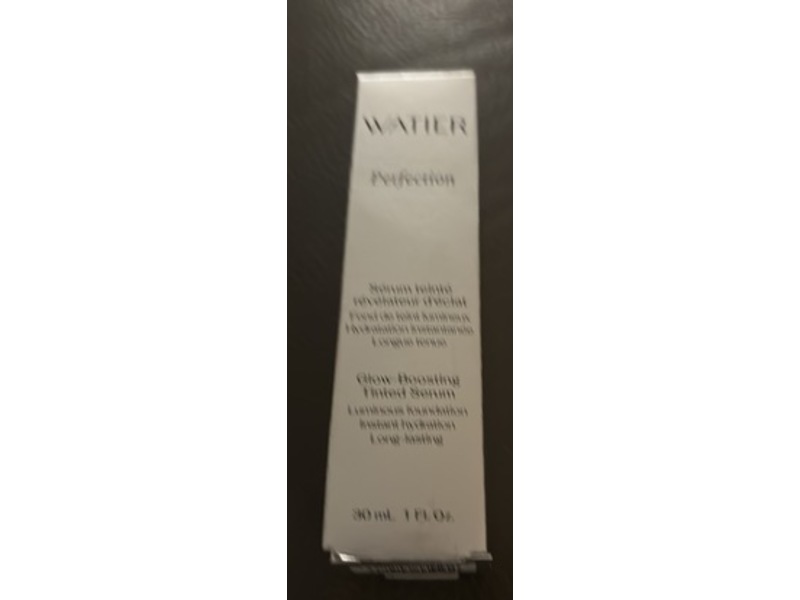 WATIER
Perfection
Sérum teinté
révélateur d'éclat
Fond de teint lumineux
Hydratation instantanée
Longue tenue
Glow-Boosting
Tinted Serum
Luminous foundation
Instant hydration
Long-lasting
30 mL 1 Fl. Oz.